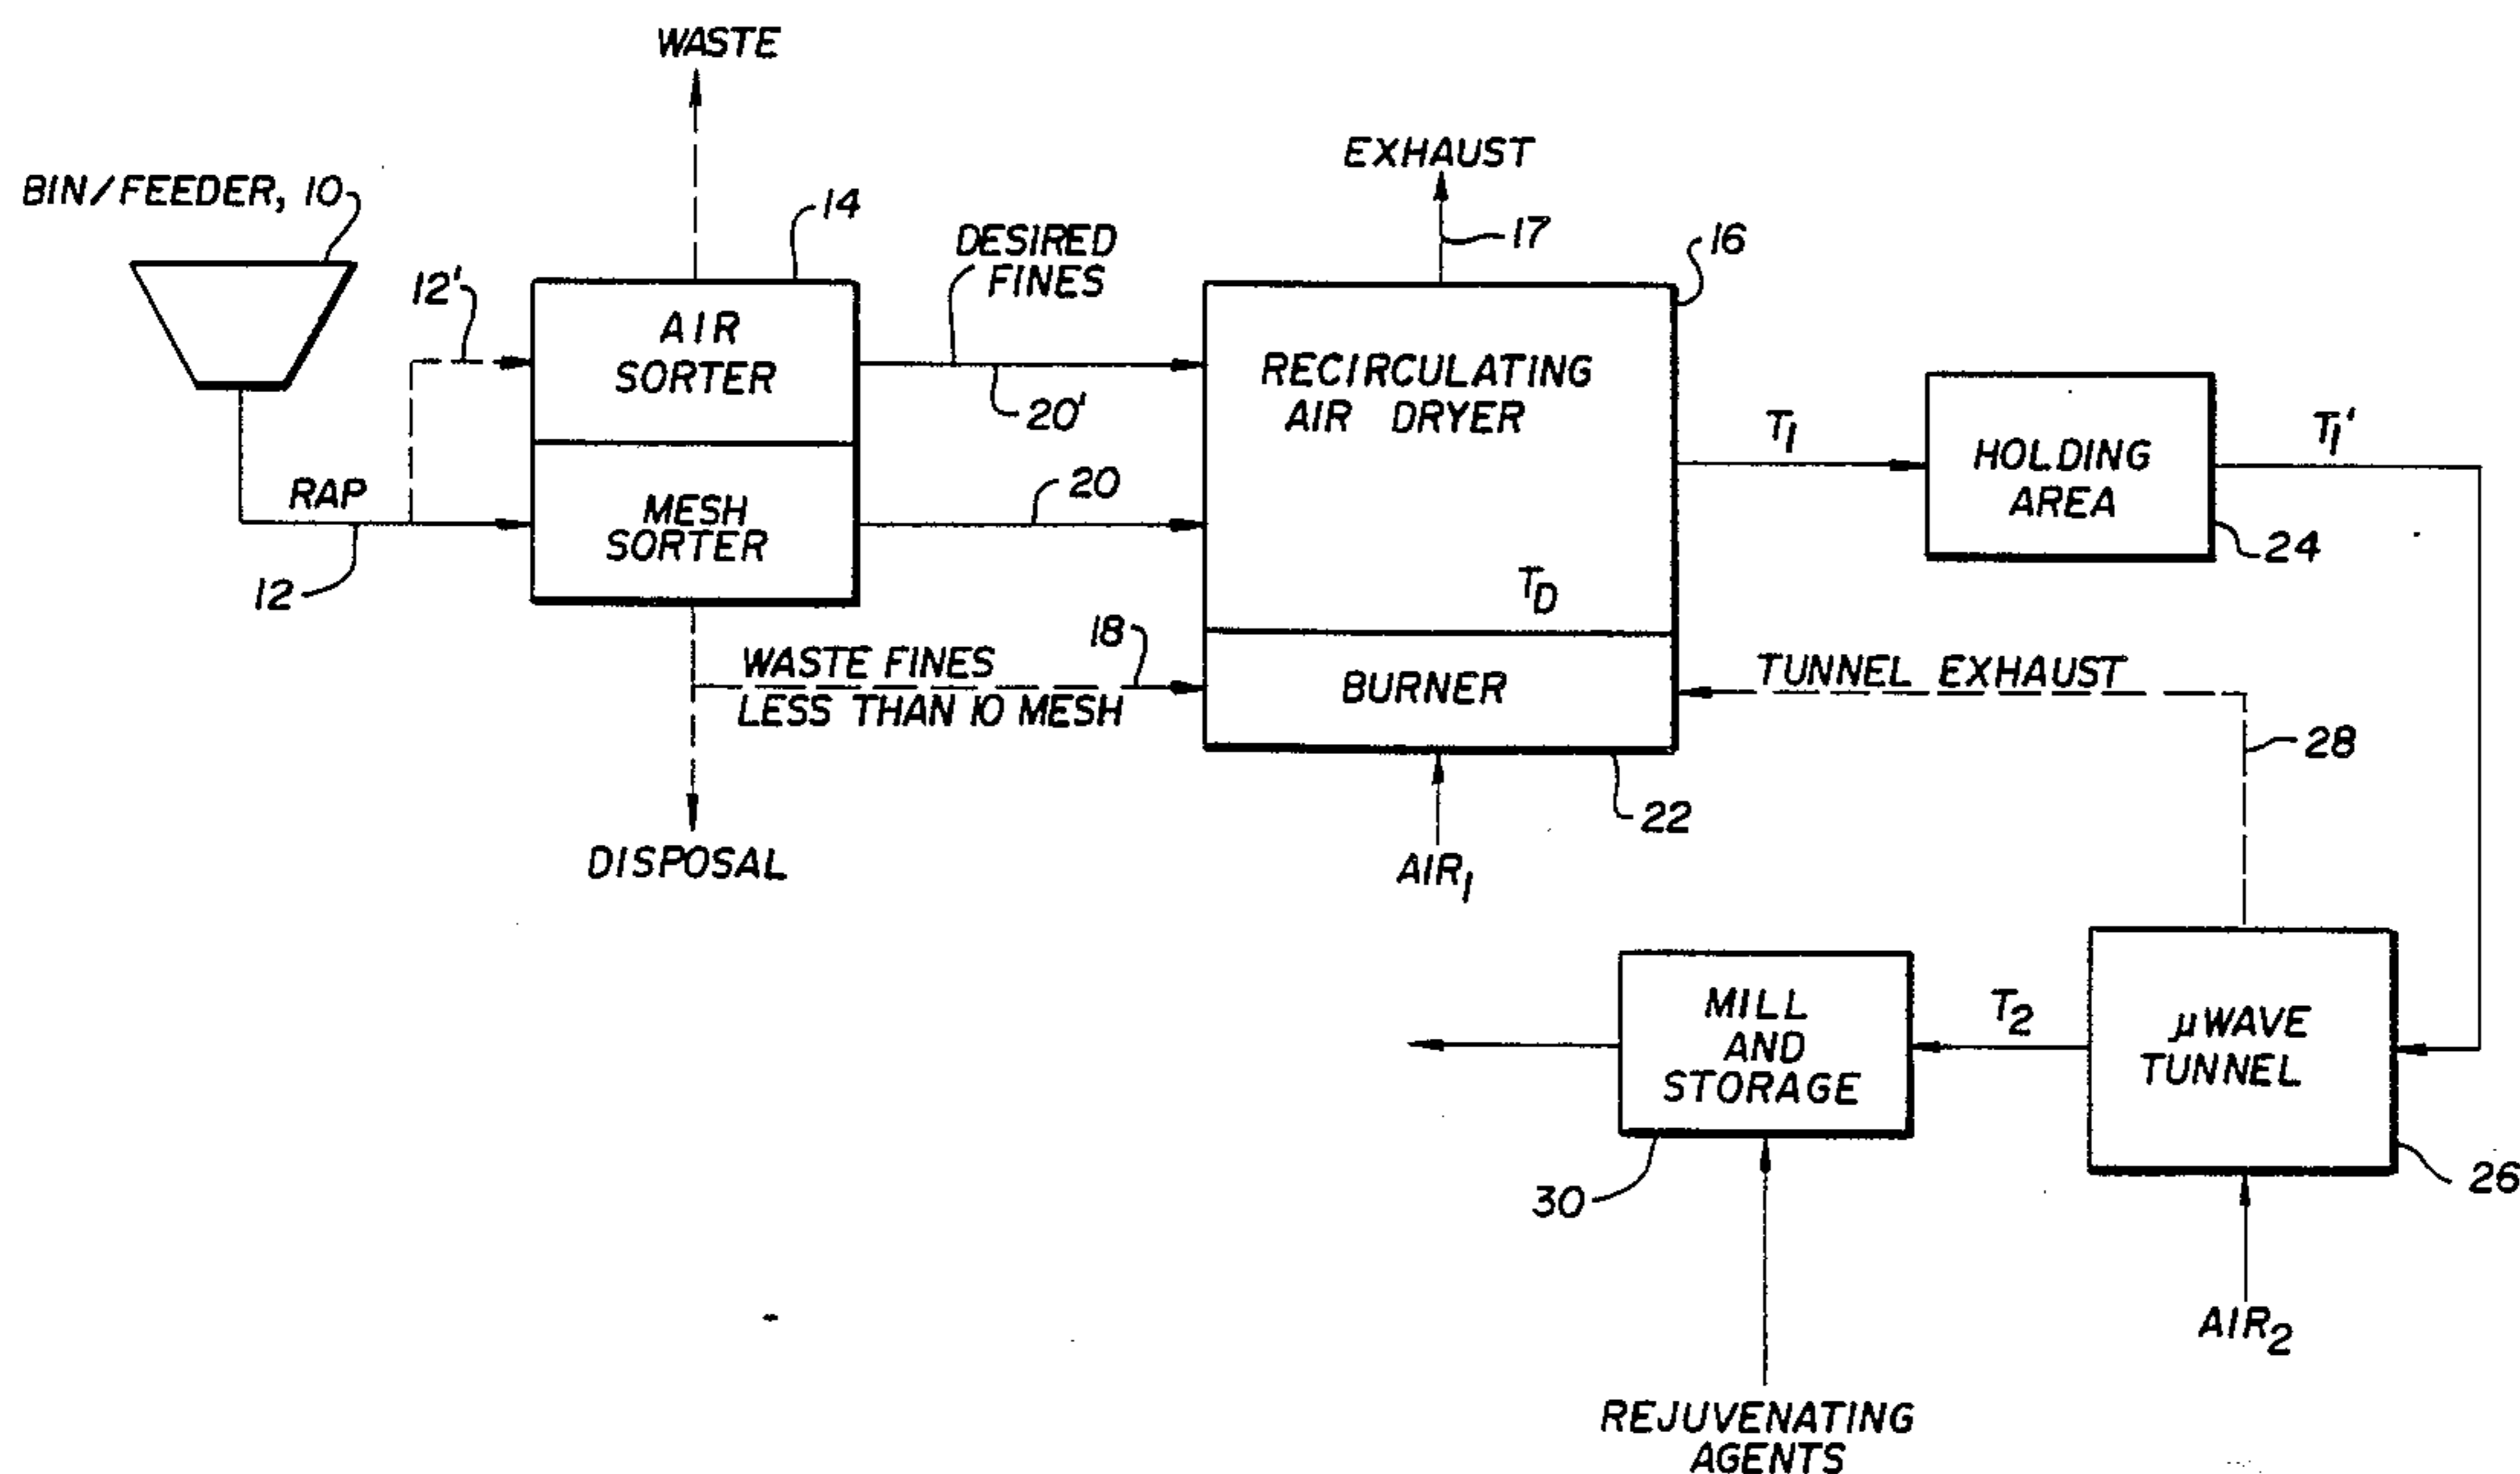 WASTE
EXHAUST
BIN/FEEDER, 10
14
17
16
DESIRED
FINES
12'
AIR
SORTER
20'
RECIRCULATING
AIR DRYER
T1
HOLDING
AREA
T1'
24
RAP
12
MESH
SORTER
20
TD
18
WASTE FINES
LESS THAN 10 MESH
BURNER
TUNNEL EXHAUST
28
22
DISPOSAL
AIR1
MILL
AND
STORAGE
T2
µWAVE
TUNNEL
30
26
AIR2
REJUVENATING
AGENTS